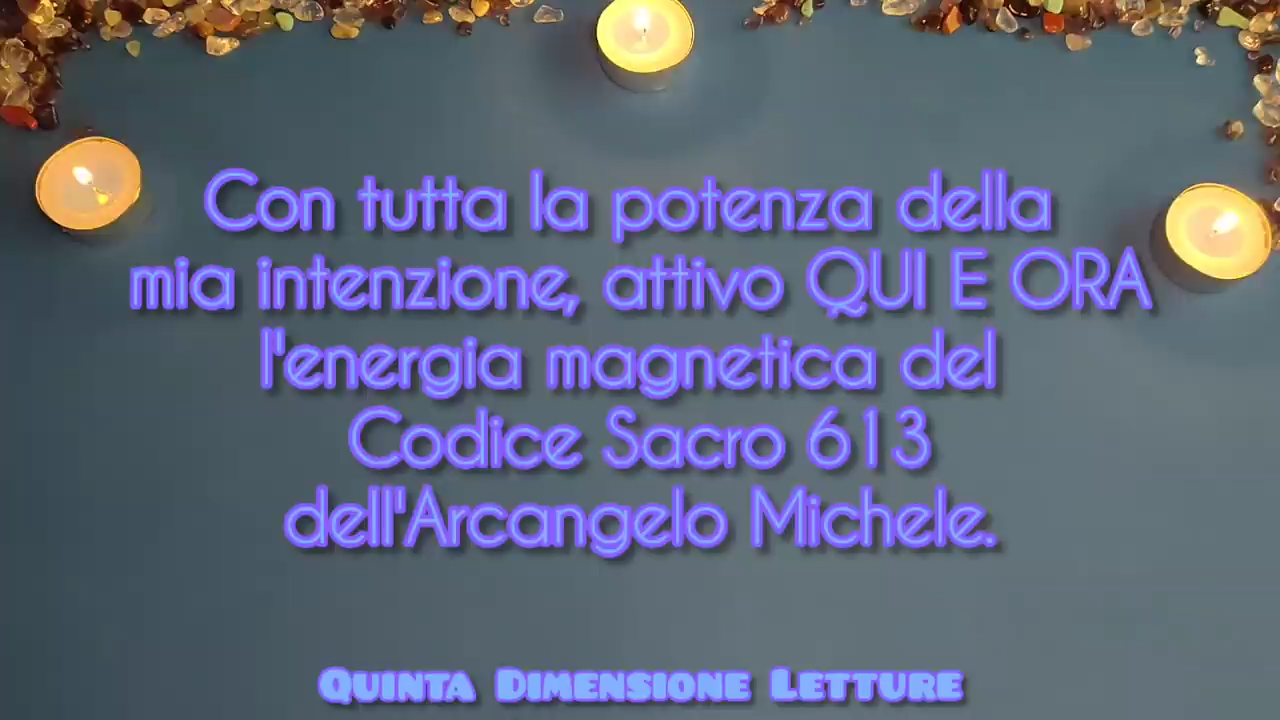 Con tutta la potenza della
mia intenzione, attivo QUI E ORA
l'energia magnetica del
Codice Sacro 613
dell'Arcangelo Michele.
Quinta Dimensione Letture